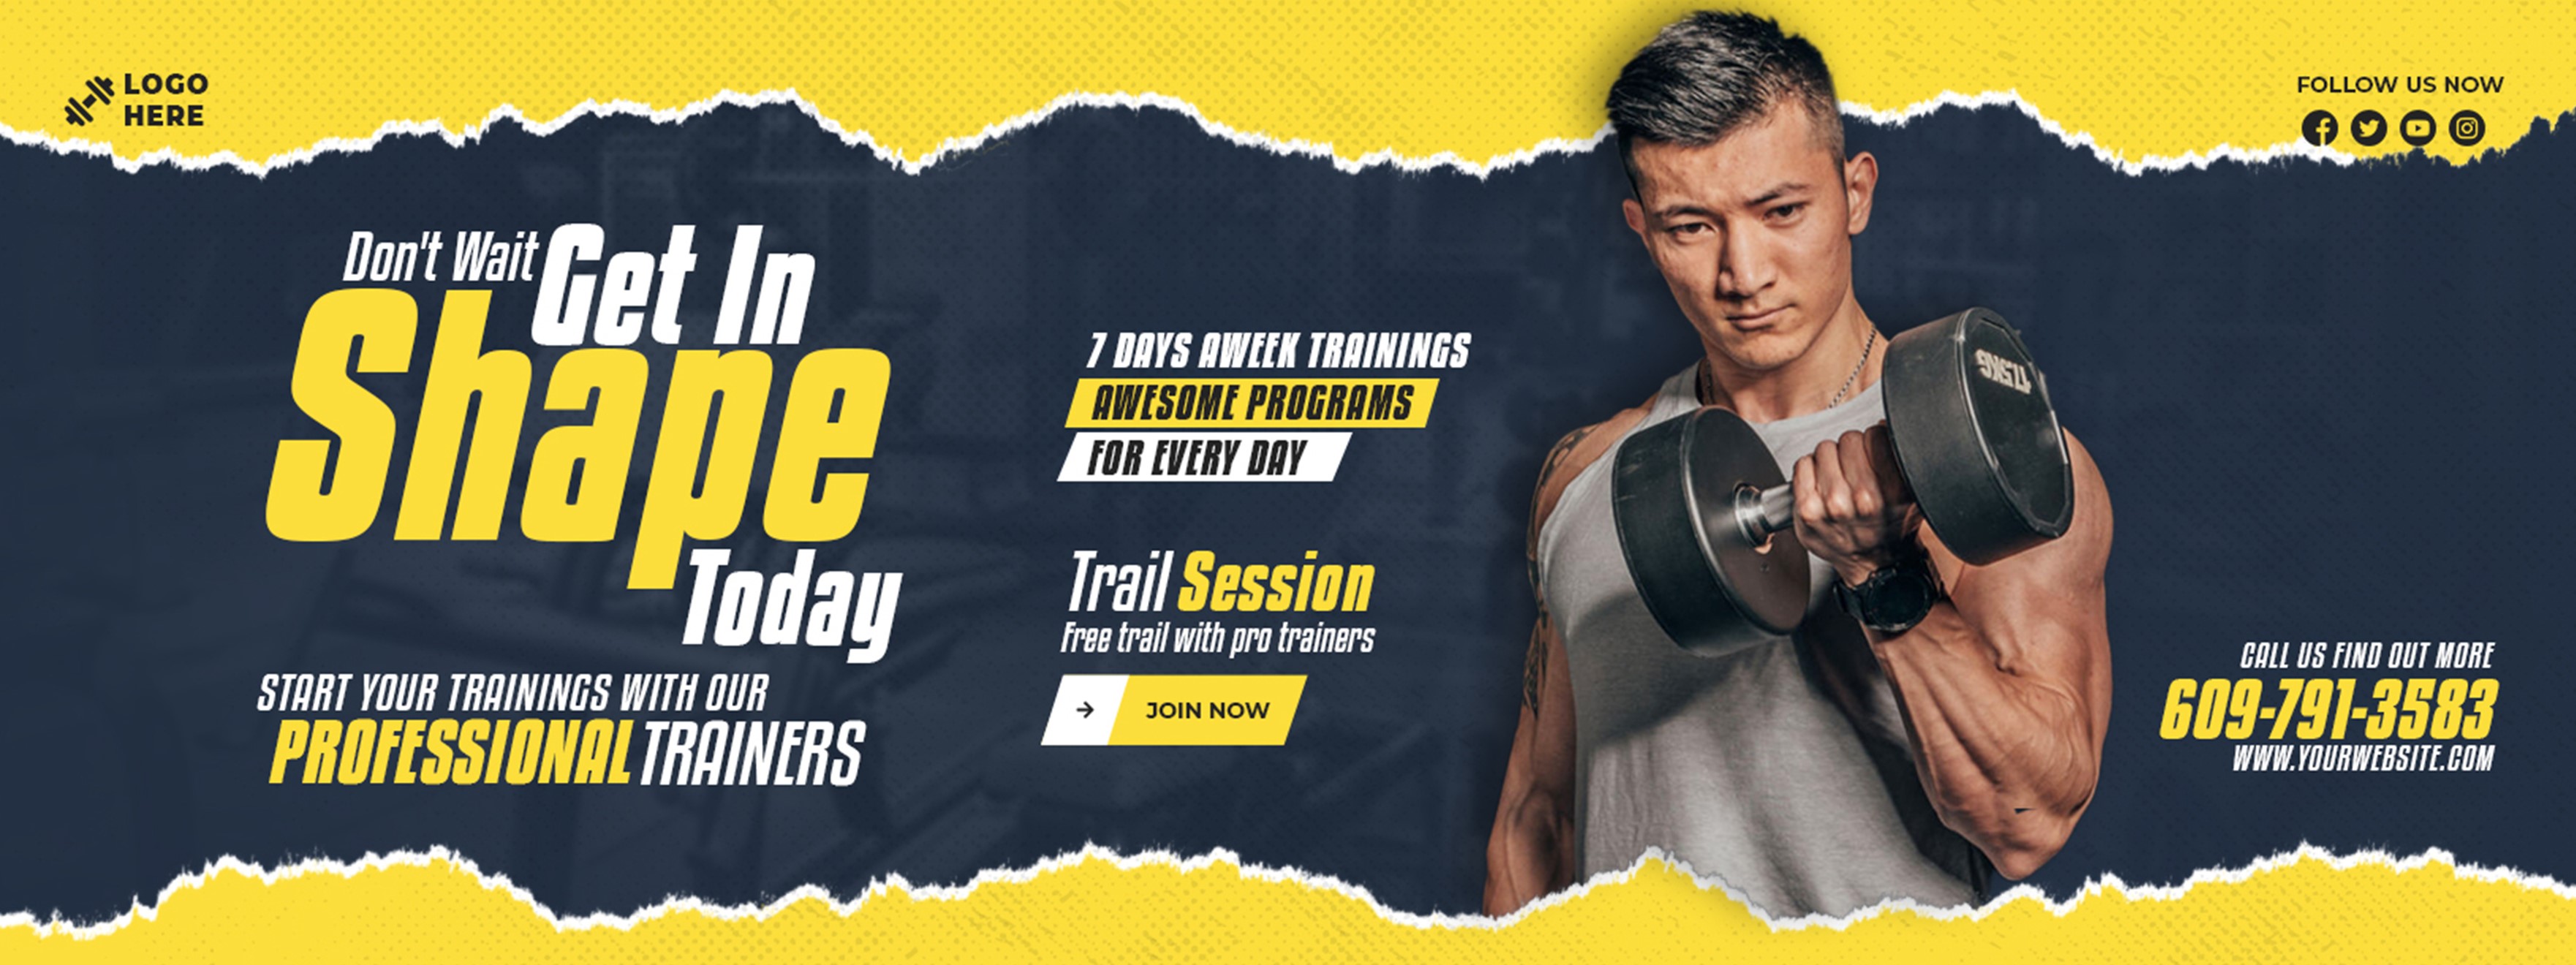 LOGO
HERE
FOLLOW US NOW
Don't Wait Get In
Shape
Today
START YOUR TRAININGS WITH OUR
PROFESSIONAL TRAINERS
7 DAYS AWEEK TRAININGS
AWESOME PROGRAMS
FOR EVERY DAY
Trail Session
Free trail with pro trainers
JOIN NOW
17.5KG
CALL US FIND OUT MORE
609-791-3583
WWW.YOURWEBSITE.COM